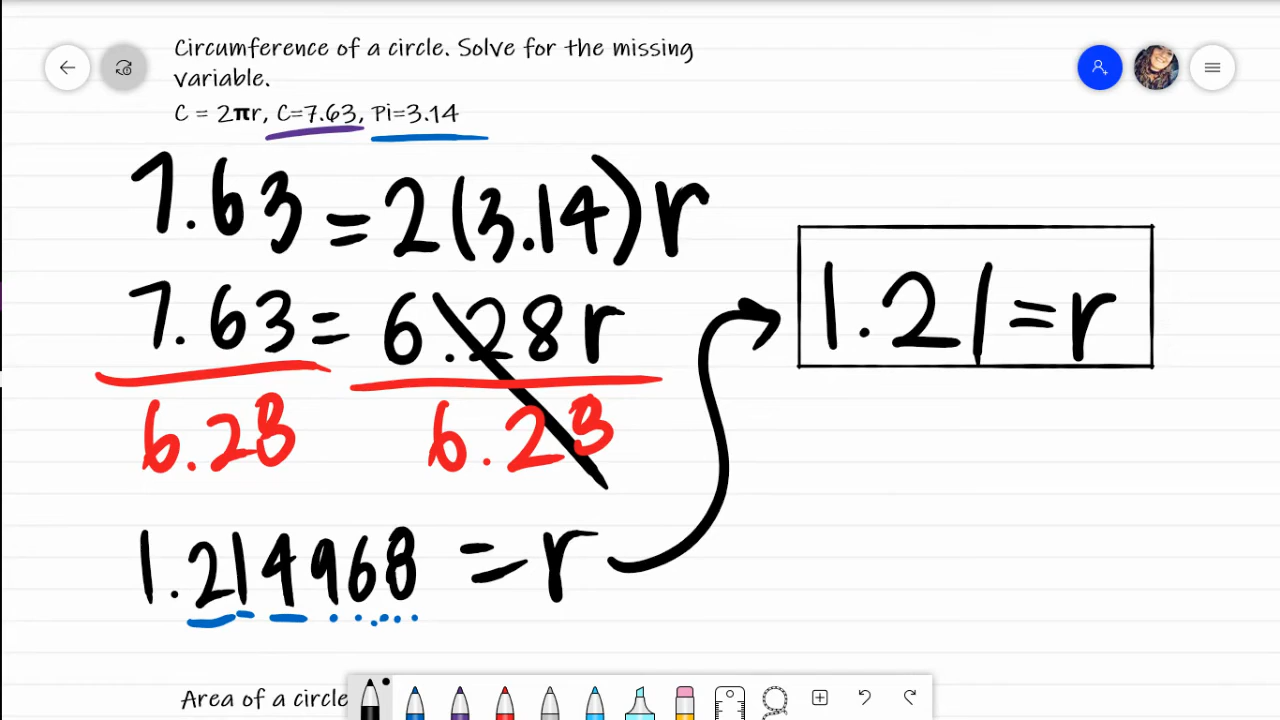 Circumference of a circle. Solve for the missing
variable.
C = 2πr, C=7.63, Pi=3.14
7.63 = 2(3.14)r
7.63 = 6.28r
6.28 6.28
1.214968 = r
1.21 = r
Area of a circle